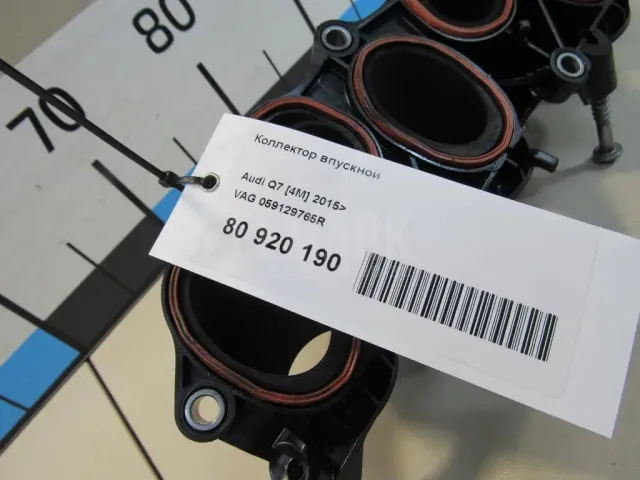 80
70
Коллектор впускной
Audi Q7 [4M] 2015>
VAG 059129765R
80 920 190